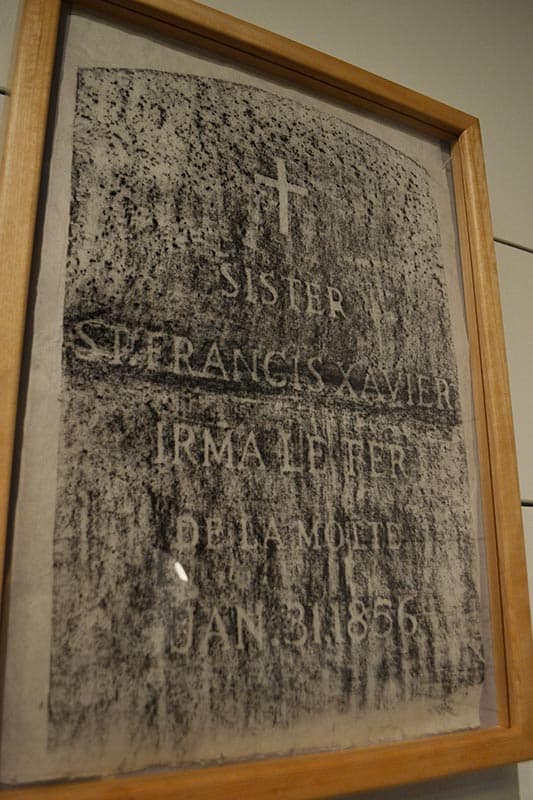 SISTER
ST. FRANCIS XAVIER
IRMA LE FER
DE LA MOTTE
JAN. 31, 1856